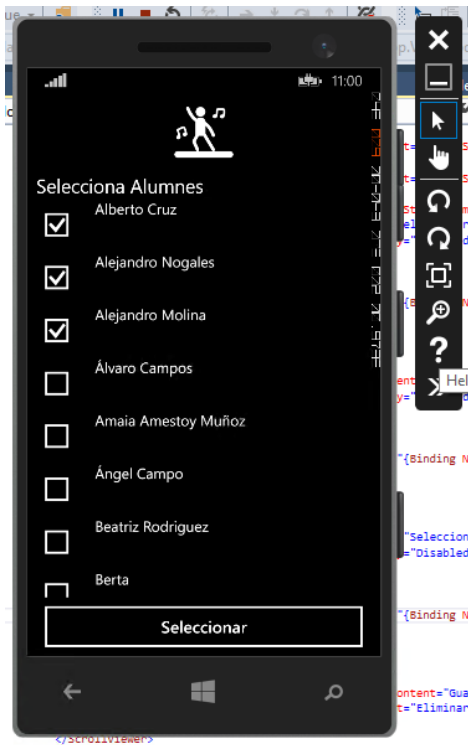 11:00
Selecciona Alumnes
Alberto Cruz
Alejandro Nogales
Alejandro Molina
Álvaro Campos
Amaia Amestoy Muñoz
Ángel Campo
Beatriz Rodriguez
Berta
Seleccionar
Hel
"{Binding N
"Seleccion
="Disabled
"{Binding N
ontent="Gua
t="Eliminar
</ScrollViewer>